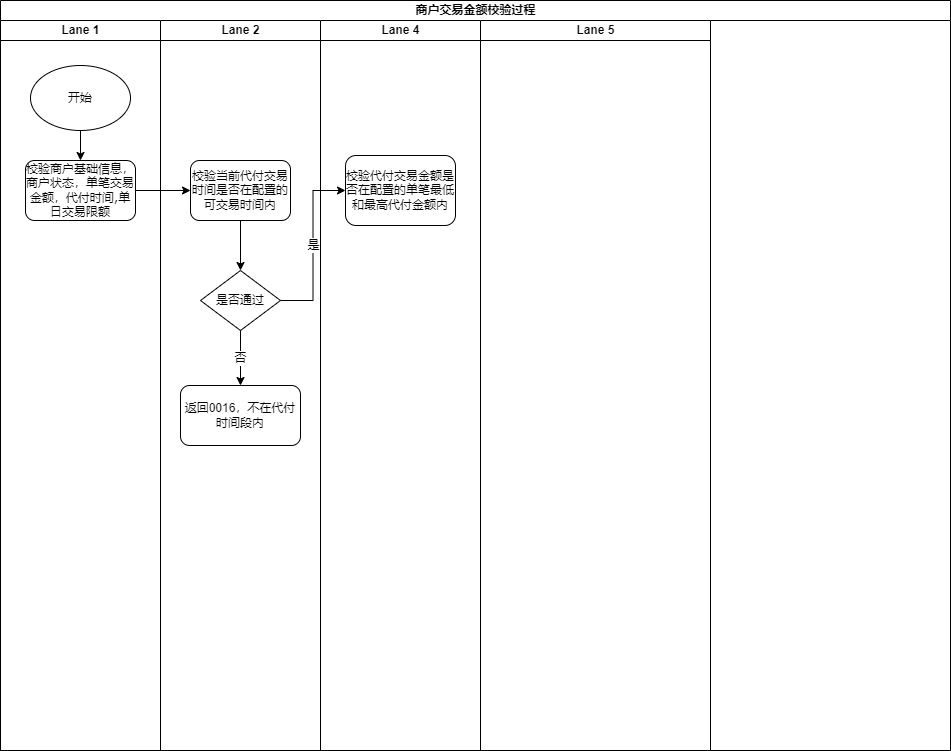 商户交易金额校验过程
Lane 1
Lane 2
Lane 4
Lane 5
开始
校验商户基础信息，
商户状态，单笔交易
金额，代付时间,单
日交易限额
校验当前代付交易
时间是否在配置的
可交易时间内
校验代付交易金额是
否在配置的单笔最低
和最高代付金额内
是
是否通过
否
返回0016，不在代付
时间段内